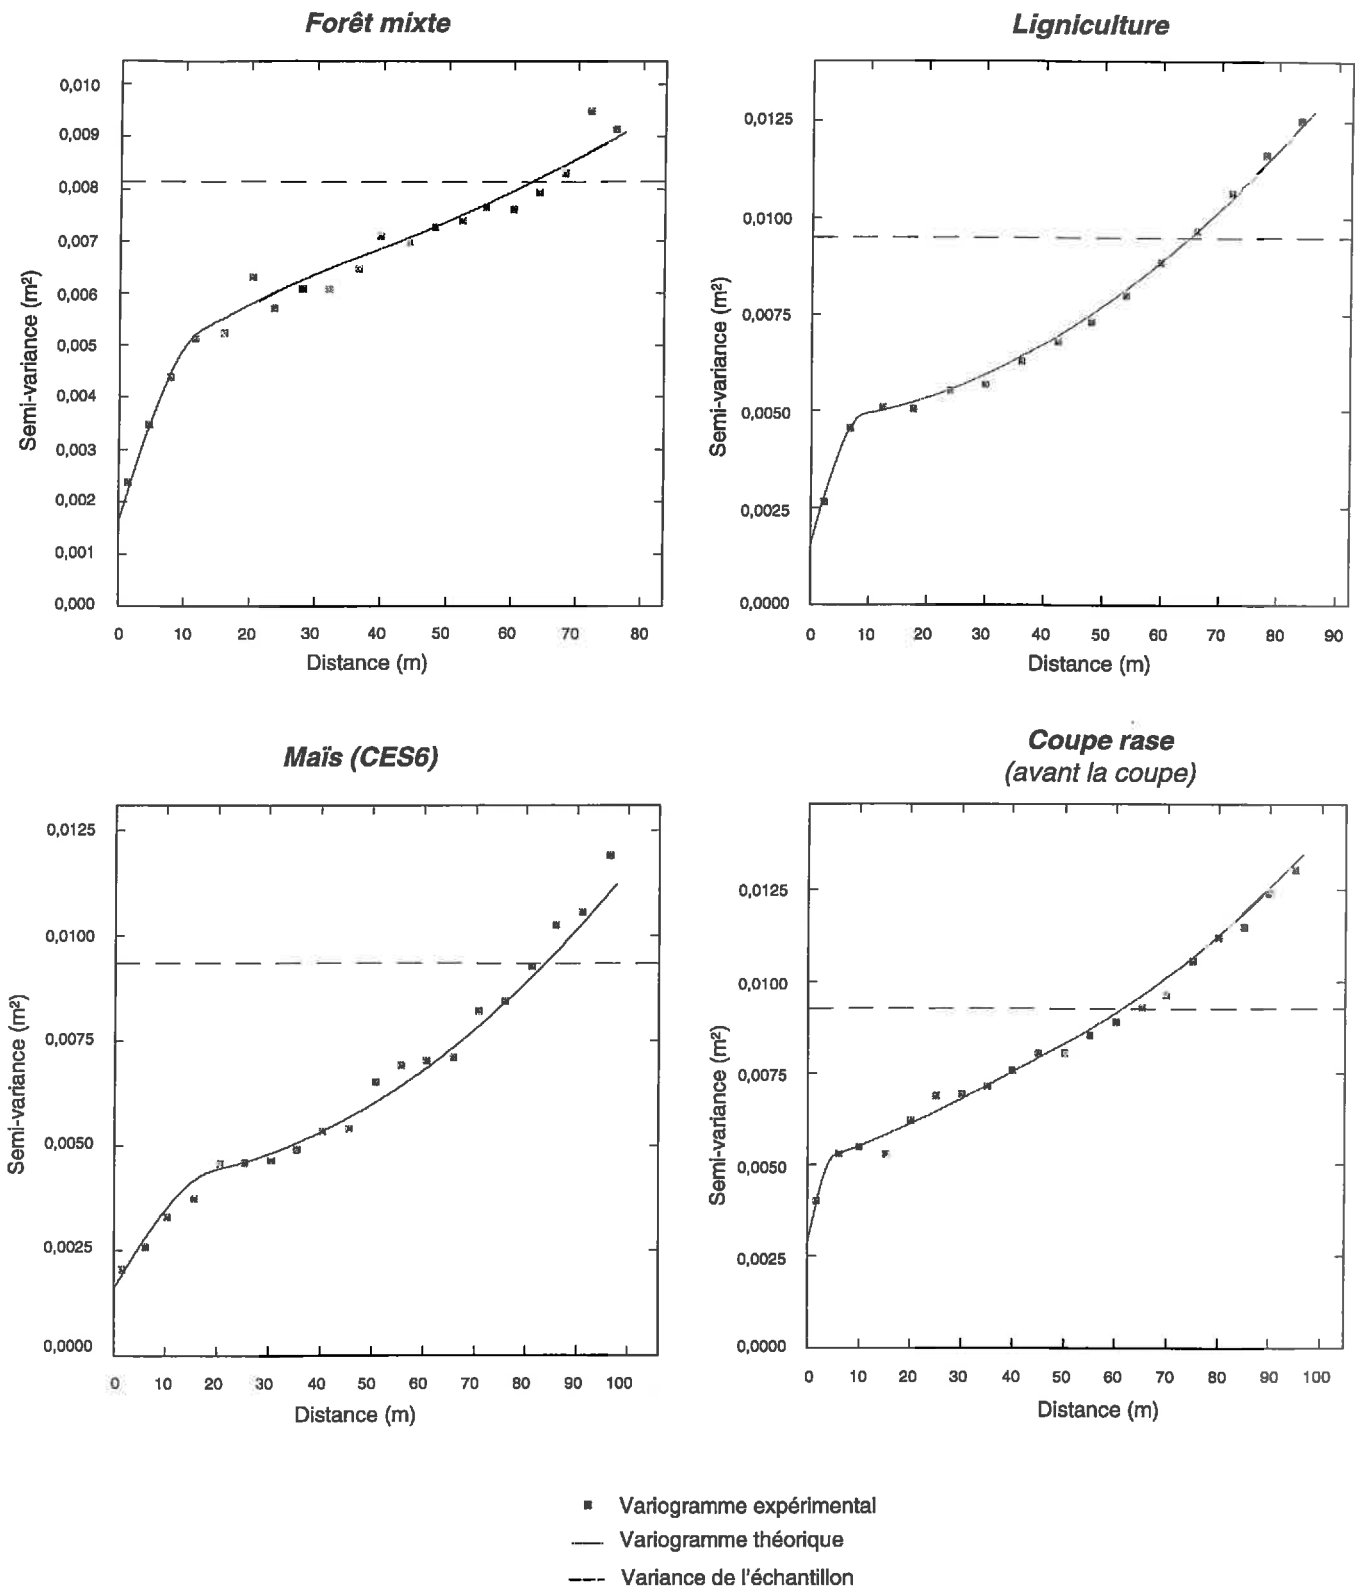 Forêt mixte
0,010
0,009
0,008
0,007
0,006
0,005
0,004
0,003
0,002
0,001
0,000
Semi-variance (m²)
0 10 20 30 40 50 60 70 80
Distance (m)
Ligniculture
0,0125
0,0100
0,0075
0,0050
0,0025
0,0000
Semi-variance (m²)
0 10 20 30 40 50 60 70 80 90
Distance (m)
Maïs (CES6)
0,0125
0,0100
0,0075
0,0050
0,0025
0,0000
Semi-variance (m²)
0 10 20 30 40 50 60 70 80 90 100
Distance (m)
Coupe rase
(avant la coupe)
0,0125
0,0100
0,0075
0,0050
0,0025
0,0000
Semi-variance (m²)
0 10 20 30 40 50 60 70 80 90 100
Distance (m)
Variogramme expérimental
Variogramme théorique
Variance de l'échantillon